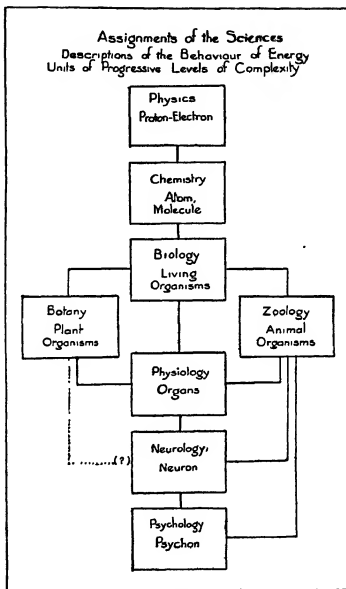 Assignments of the Sciences
Descriptions of the Behaviour of Energy
Units of Progressive Levels of Complexity
Physics
Proton-Electron
Chemistry
Atom,
Molecule
Biology
Living
Organisms
Botany
Plant
Organisms
Zoology
Animal
Organisms
Physiology
Organs
(?)
Neurology,
Neuron
Psychology
Psychon